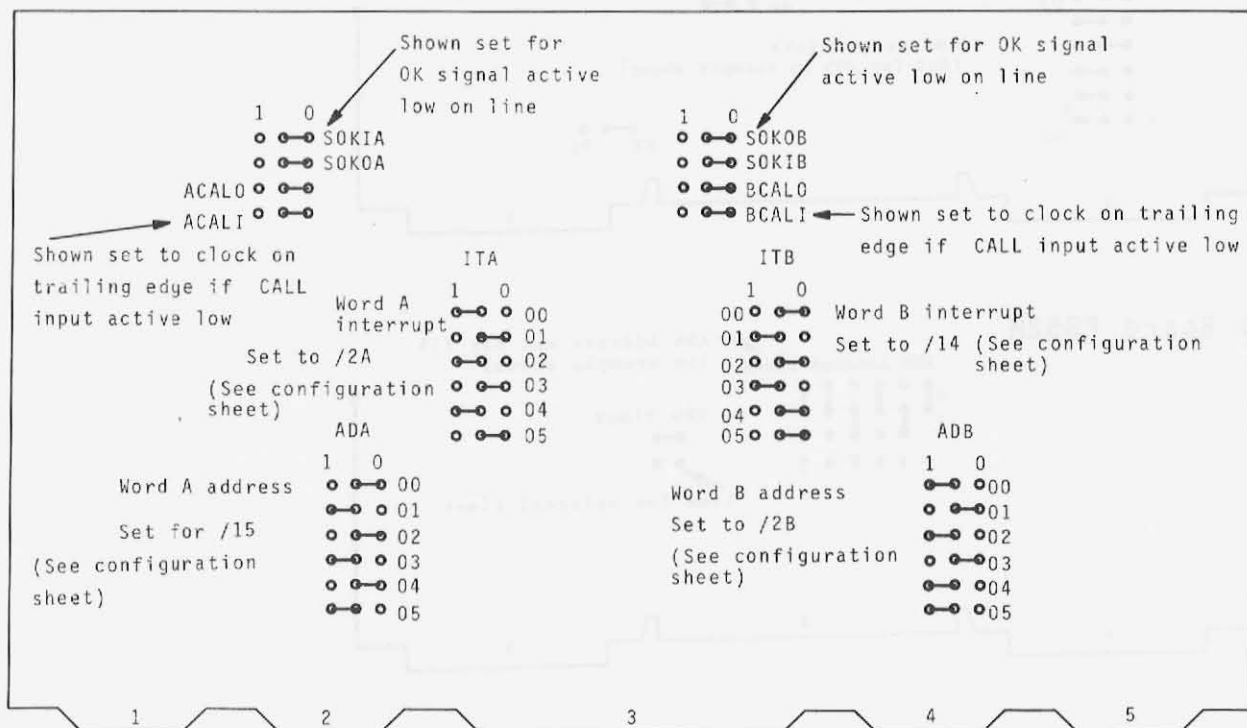 Shown set for
OK signal active
low on line
1 0
SOKIA
SOKOA
ACALO
ACALI
Shown set to clock on
trailing edge if CALL
input active low
Shown set for OK signal
active low on line
1 0
SOKOB
SOKIB
BCALO
BCALI
Shown set to clock on trailing
edge if CALL input active low
ITA
1 0
Word A
interrupt
Set to /2A
(See configuration
sheet)
00
01
02
03
04
05
ITB
1 0
00
01
02
03
04
05
Word B interrupt
Set to /14 (See configuration
sheet)
ADA
1 0
Word A address
Set for /15
(See configuration
sheet)
00
01
02
03
04
05
ADB
1 0
Word B address
Set to /2B
(See configuration
sheet)
00
01
02
03
04
05
1 2 3 4 5